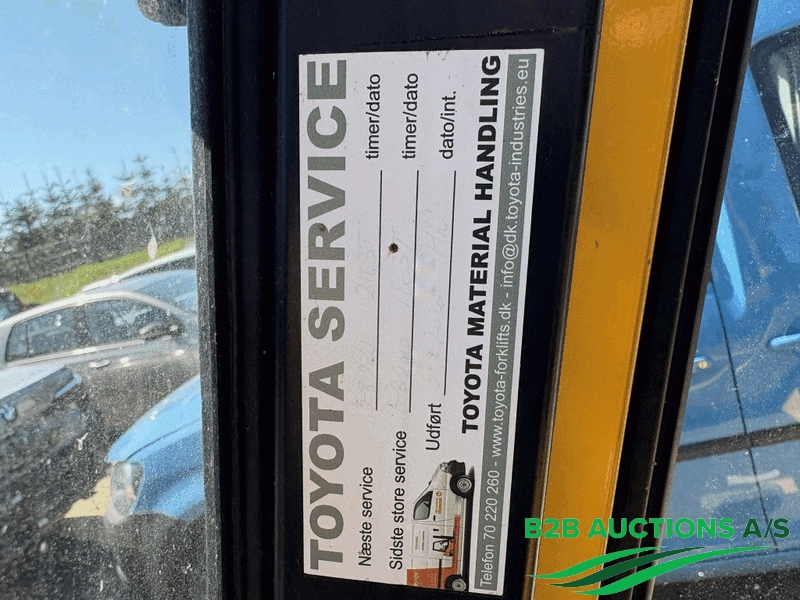 TOYOTA SERVICE
Næste service timer/dato
Sidste store service timer/dato
Udført dato/int.
TOYOTA MATERIAL HANDLING
Telefon 70 220 260 - www.toyota-forklifts.dk - info@dk.toyota-industries.eu
B2B AUCTIONS A/S